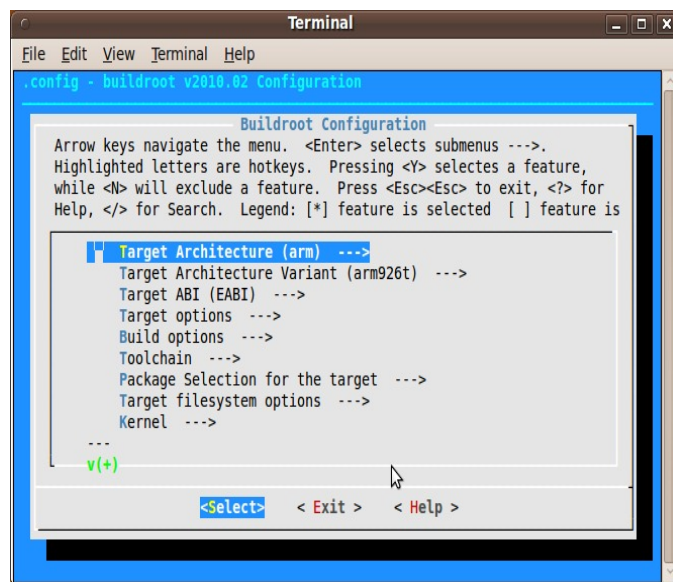 Terminal
File Edit View Terminal Help
.config - buildroot v2010.02 Configuration
Buildroot Configuration
Arrow keys navigate the menu. <Enter> selects submenus --->.
Highlighted letters are hotkeys. Pressing <Y> selectes a feature,
while <N> will exclude a feature. Press <Esc><Esc> to exit, <?> for
Help, </> for Search. Legend: [*] feature is selected [ ] feature is
Target Architecture (arm) --->
Target Architecture Variant (arm926t) --->
Target ABI (EABI) --->
Target options --->
Build options --->
Toolchain --->
Package Selection for the target --->
Target filesystem options --->
Kernel --->
---
v(+)
<Select> < Exit > < Help >